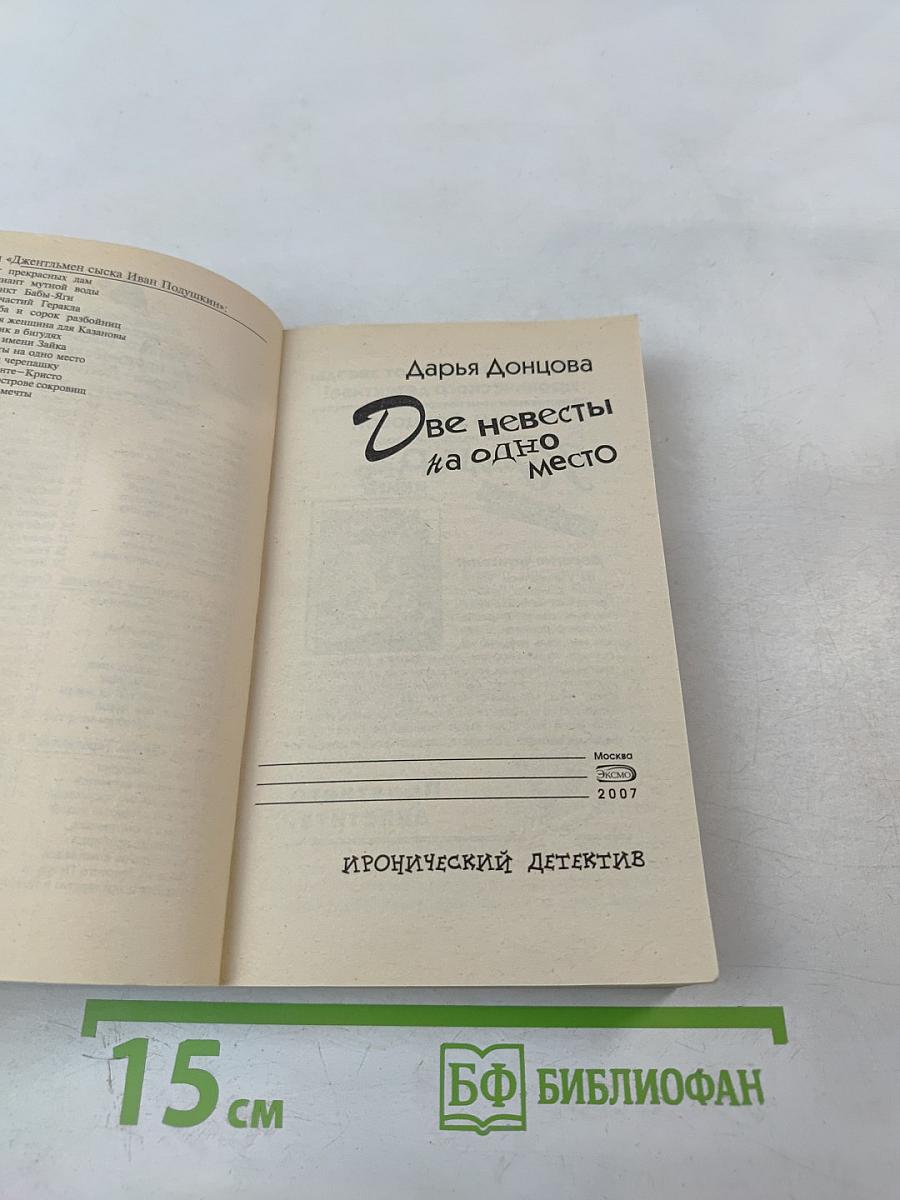 «Джентльмен сыска Иван Подушкин»:
прекрасных дам
мутной воды
Бабы-Яги
Геракла
и сорок разбойниц
женщина для Казановы
в бигудях
имени Зайка
на одно место
черепашку
острове сокровищ
мечты
Дарья Донцова
Две невесты
на одно
место
Москва
ЭКСМО
2007
ИРОНИЧЕСКИЙ ДЕТЕКТИВ
15 см
БФ БИБЛИОФАН